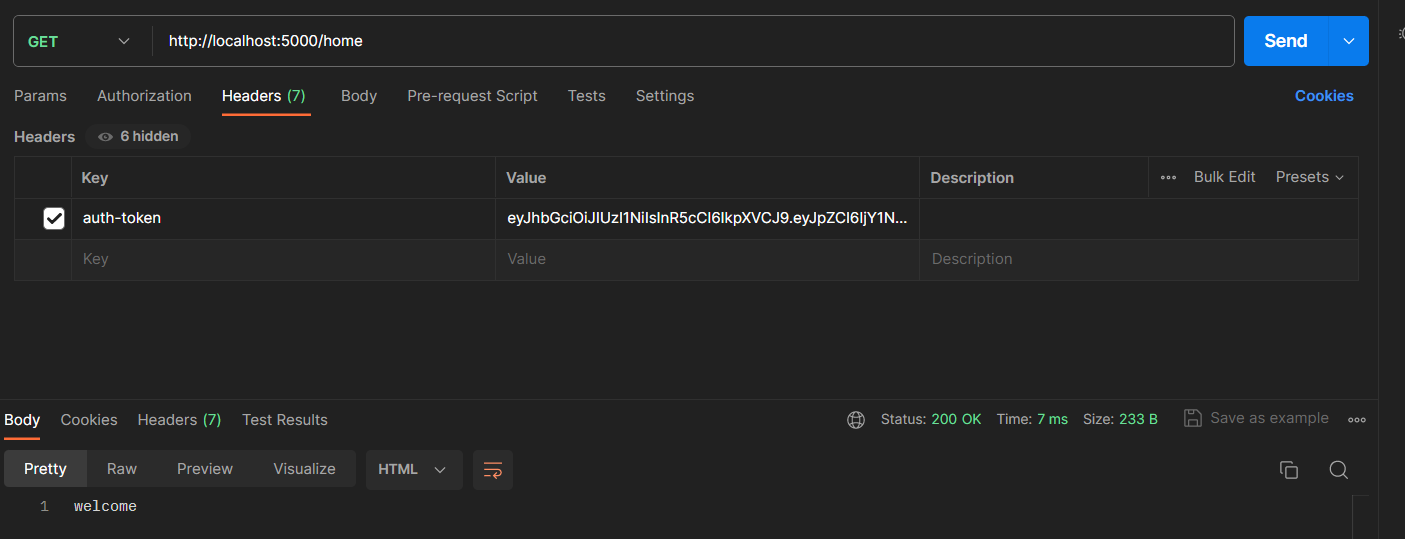 GET http://localhost:5000/home Send
Params Authorization Headers (7) Body Pre-request Script Tests Settings Cookies
Headers 6 hidden
Key Value Description Bulk Edit Presets
auth-token eyJhbGciOiJIUzI1NiIsInR5cCI6IkpXVCJ9.eyJpZCI6IjY1N...
Key Value Description
Body Cookies Headers (7) Test Results Status: 200 OK Time: 7 ms Size: 233 B Save as example
Pretty Raw Preview Visualize HTML
1 welcome